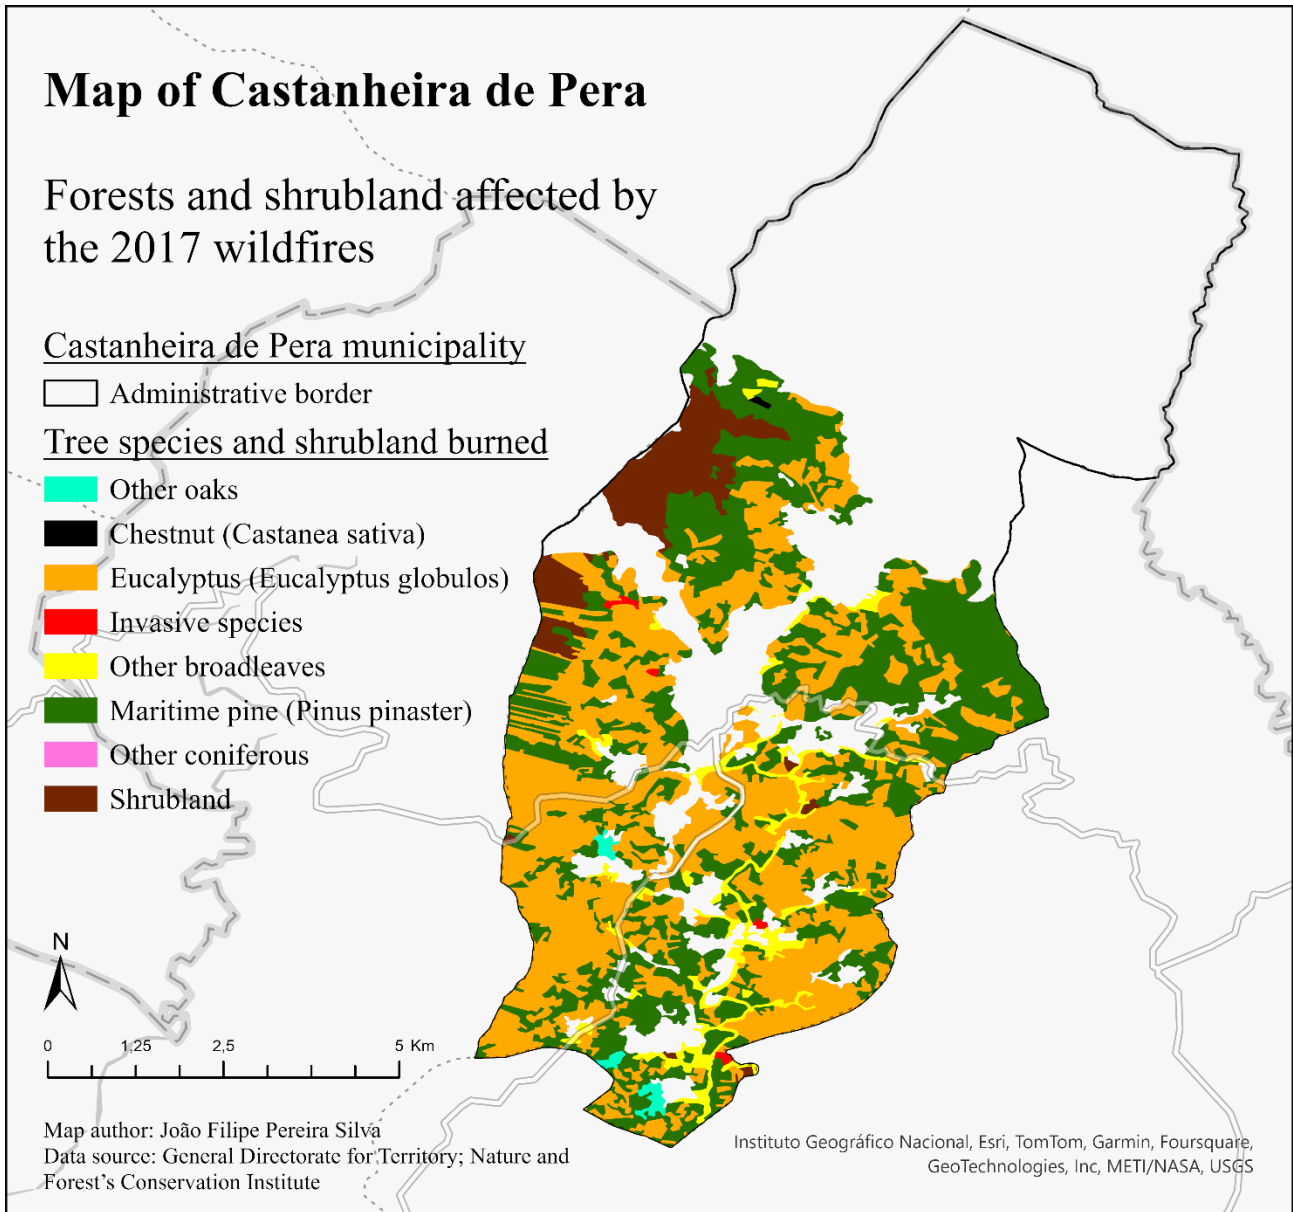 Map of Castanheira de Pera
Forests and shrubland affected by
the 2017 wildfires
Castanheira de Pera municipality
Administrative border
Tree species and shrubland burned
Other oaks
Chestnut (Castanea sativa)
Eucalyptus (Eucalyptus globulos)
Invasive species
Other broadleaves
Maritime pine (Pinus pinaster)
Other coniferous
Shrubland
N
0 1,25 2,5 5 Km
Map author: João Filipe Pereira Silva
Data source: General Directorate for Territory; Nature and
Forest's Conservation Institute
Instituto Geográfico Nacional, Esri, TomTom, Garmin, Foursquare,
GeoTechnologies, Inc, METI/NASA, USGS